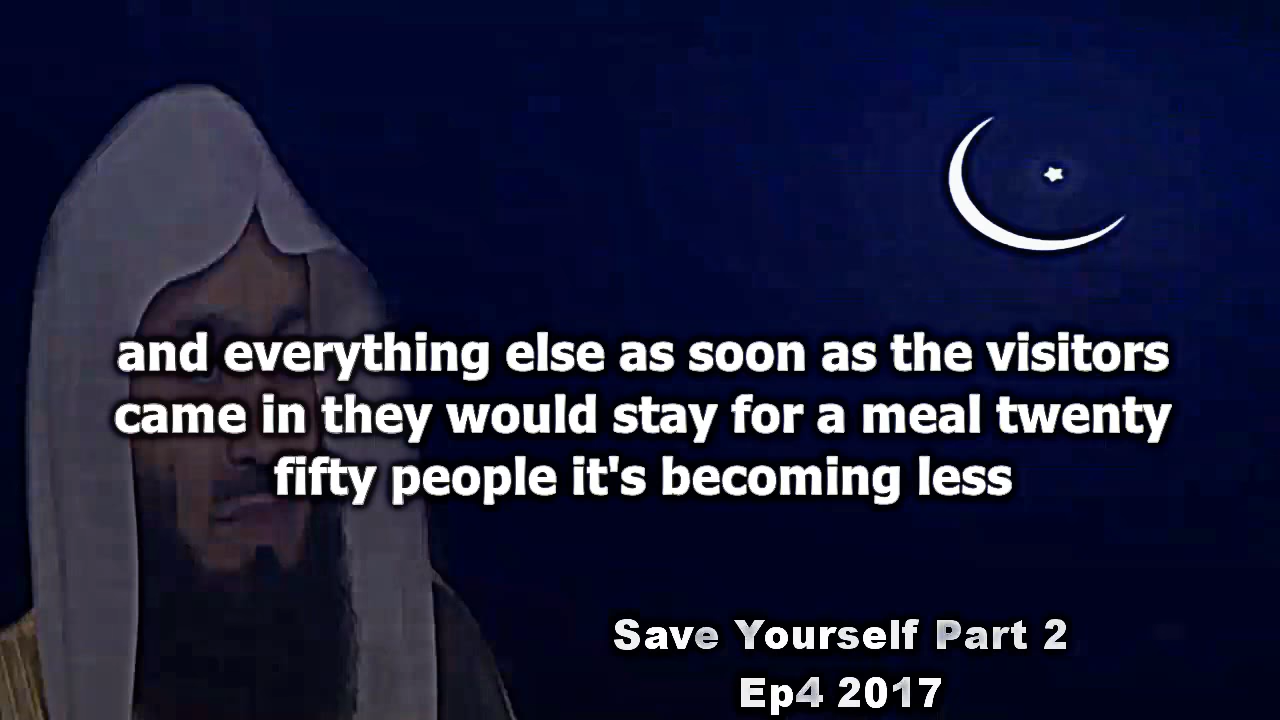 and everything else as soon as the visitors
came in they would stay for a meal twenty
fifty people it's becoming less
Save Yourself Part 2
Ep4 2017